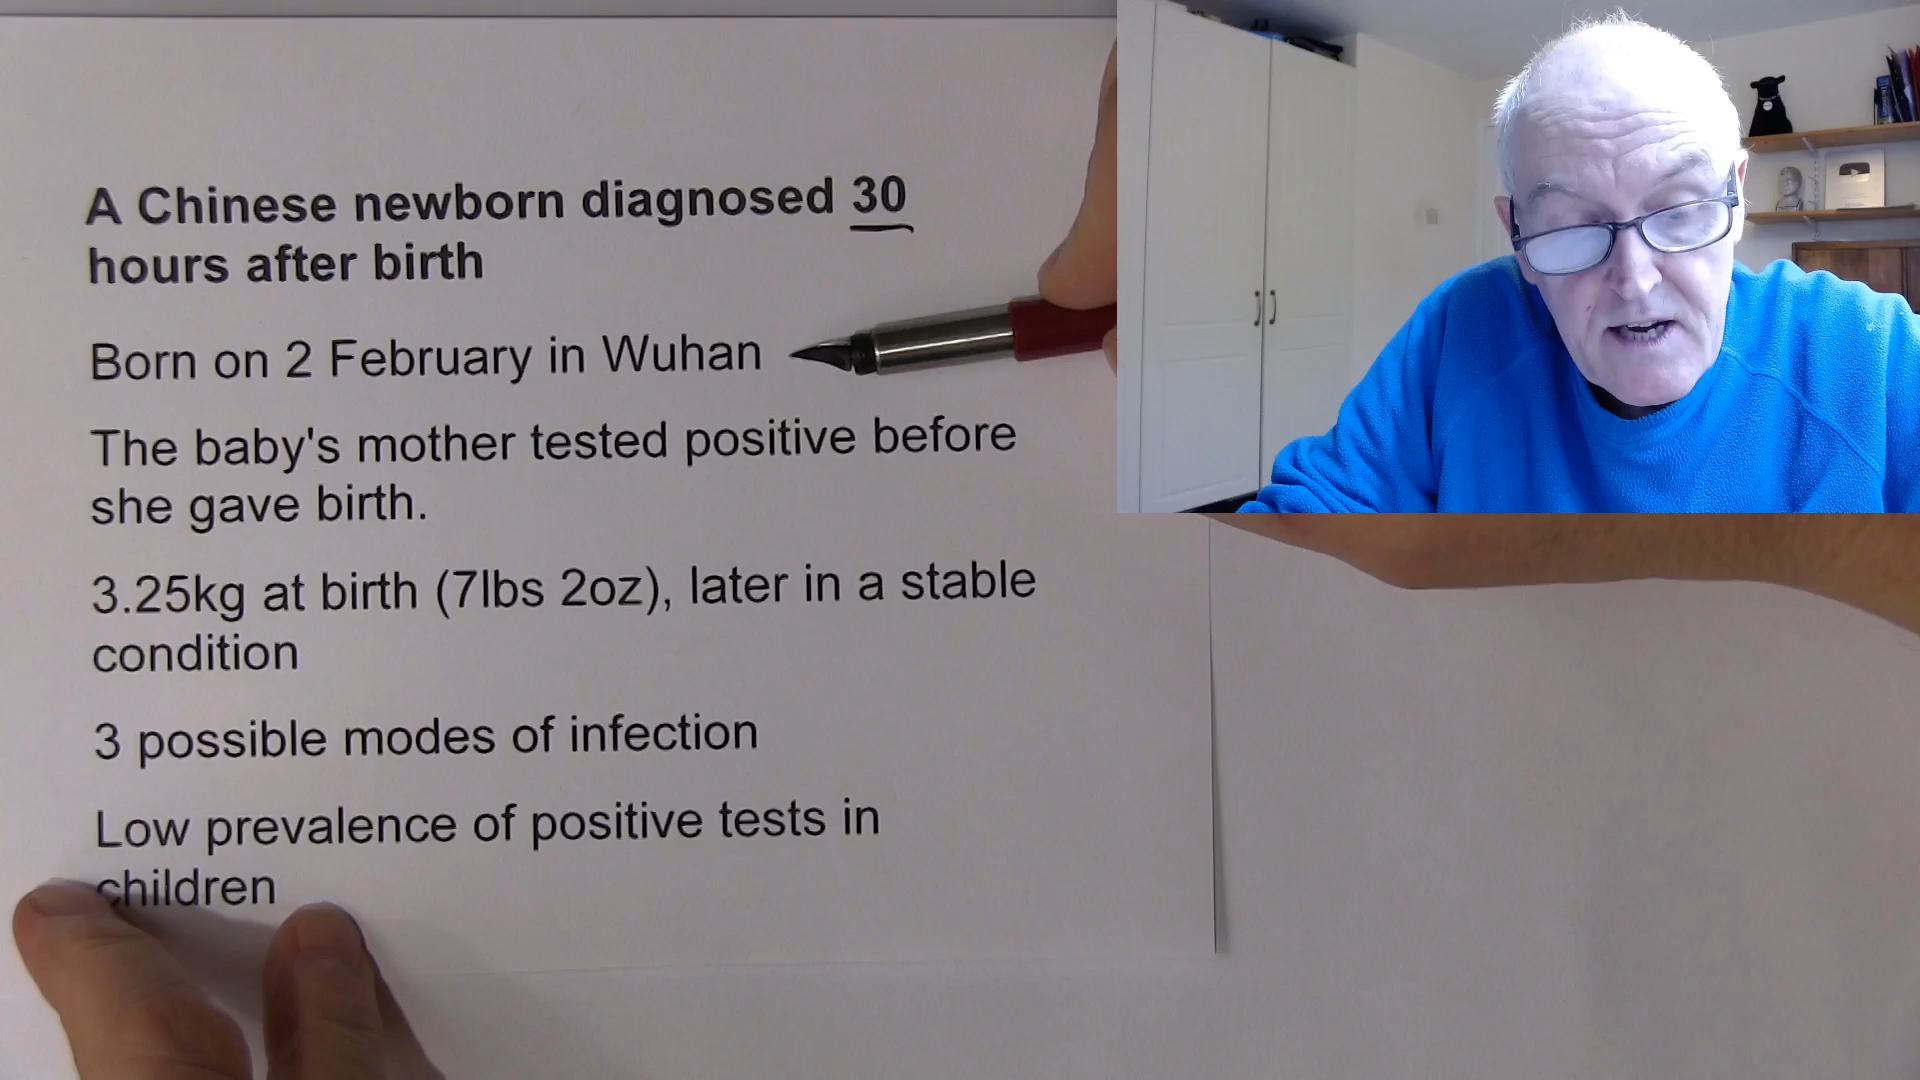 A Chinese newborn diagnosed 30
hours after birth
Born on 2 February in Wuhan
The baby's mother tested positive before
she gave birth.
3.25kg at birth (7lbs 2oz), later in a stable
condition
3 possible modes of infection
Low prevalence of positive tests in
children